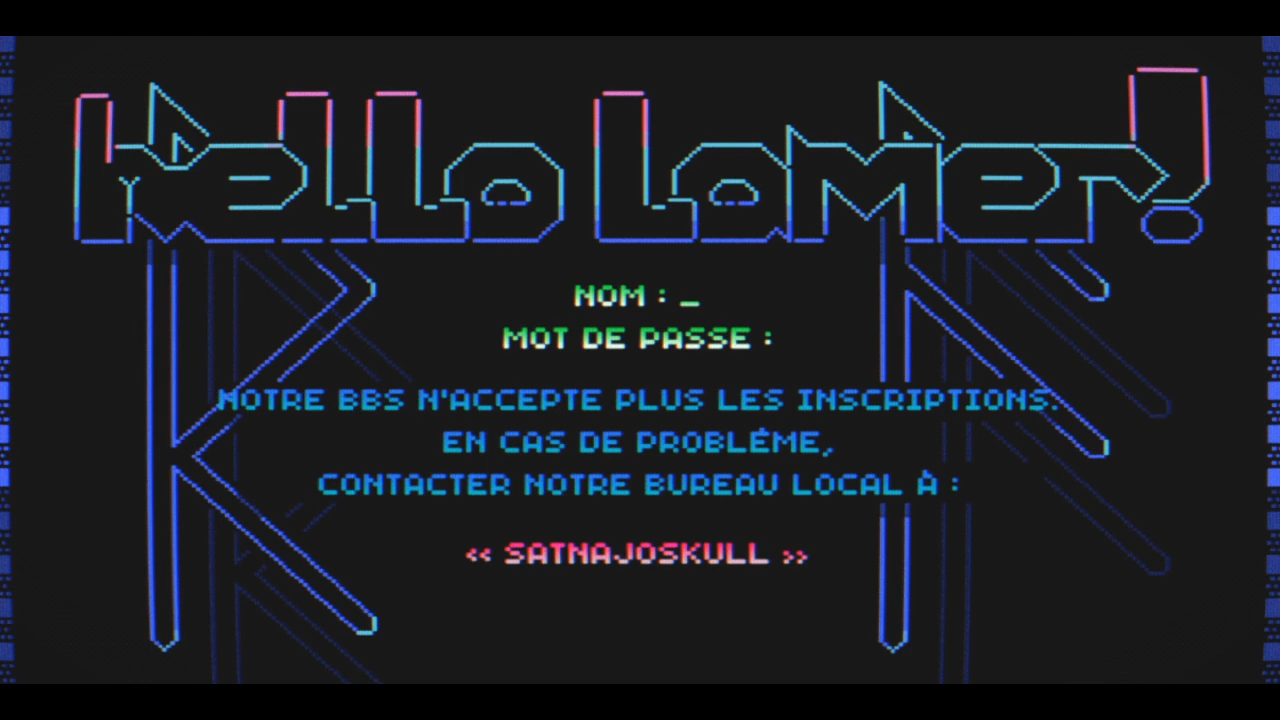 Hello Lamer!
NOM : _
MOT DE PASSE :
NOTRE BBS N'ACCEPTE PLUS LES INSCRIPTIONS.
EN CAS DE PROBLÉME,
CONTACTER NOTRE BUREAU LOCAL À :
‹‹ SATNAJOSKULL ››